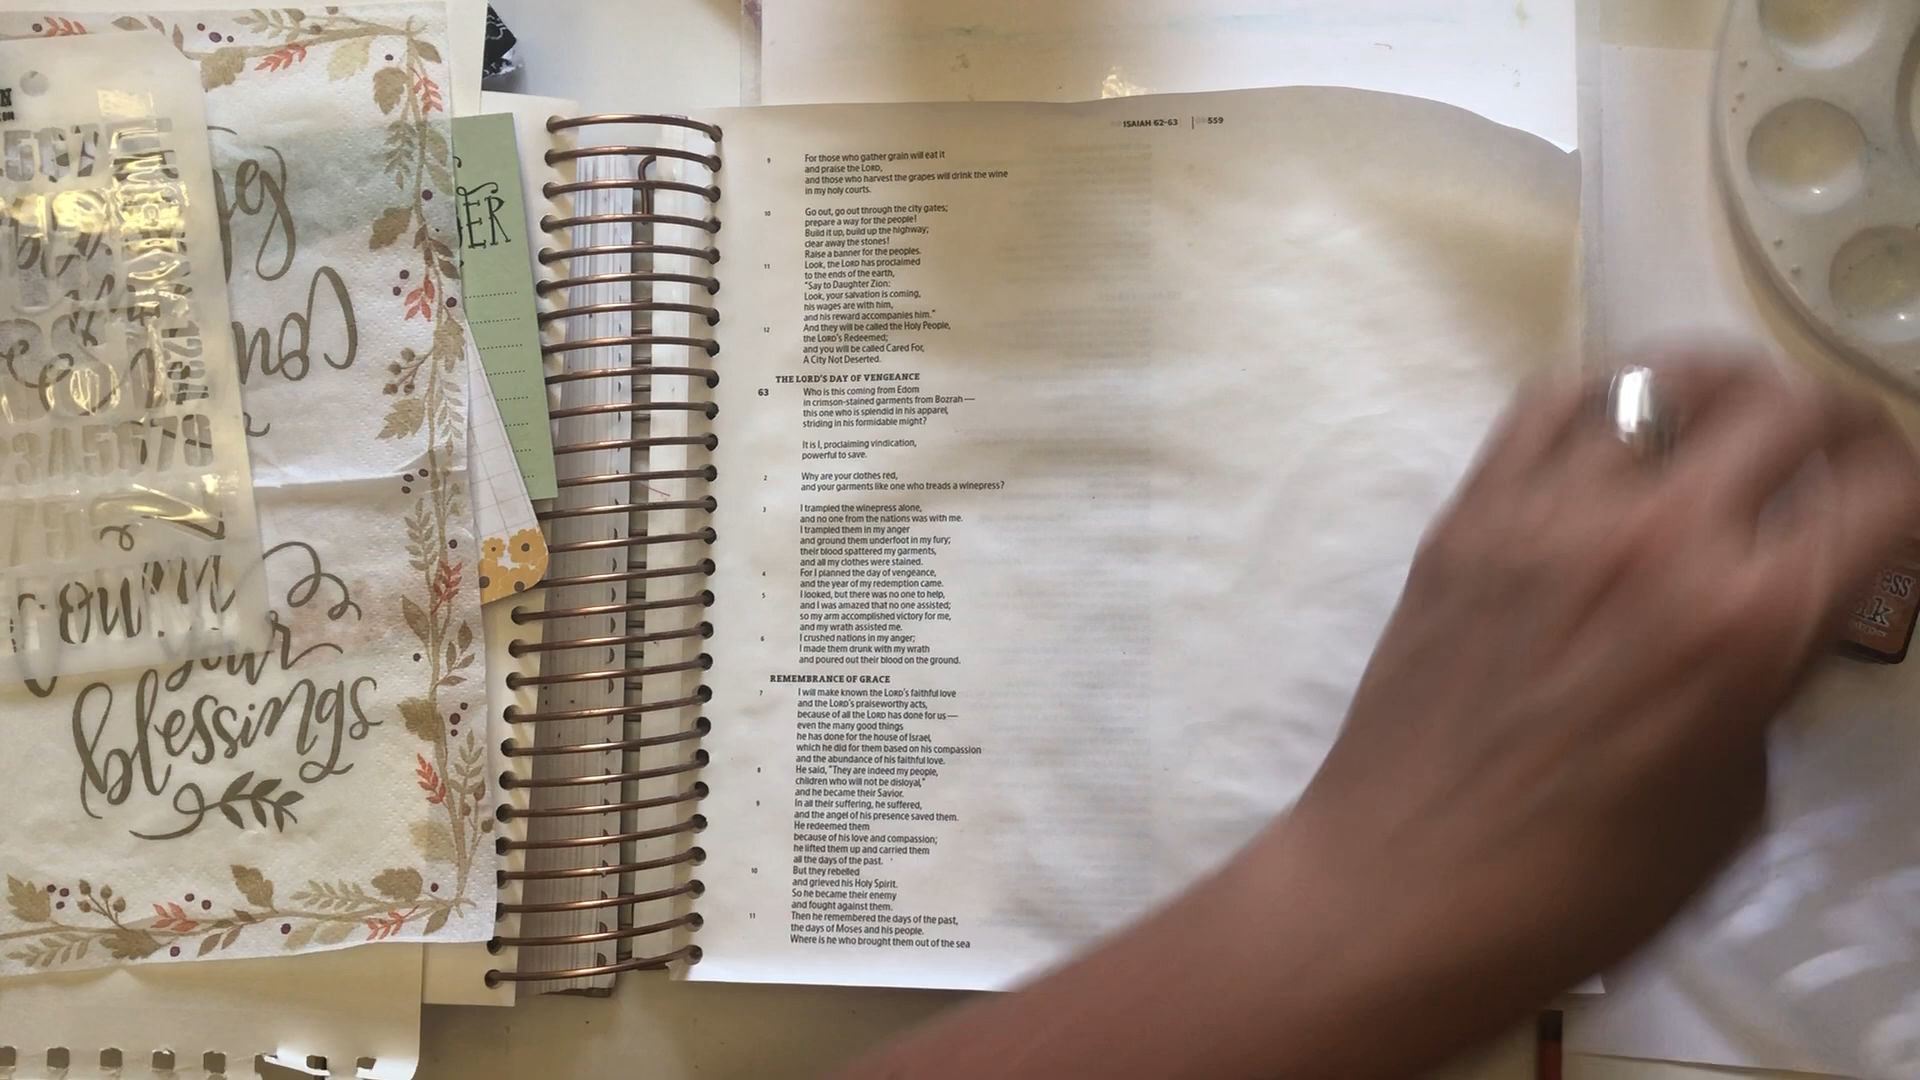 ISAIAH 62-63 | 559
9 For those who gather grain will eat it
and praise the LORD,
and those who harvest the grapes will drink the wine
in my holy courts.
10 Go out, go out through the city gates;
prepare a way for the people!
Build it up, build up the highway;
clear away the stones!
Raise a banner for the peoples.
11 Look, the LORD has proclaimed
to the ends of the earth,
"Say to Daughter Zion:
Look, your salvation is coming,
his wages are with him,
and his reward accompanies him."
12 And they will be called the Holy People,
the LORD'S Redeemed;
and you will be called Cared For,
A City Not Deserted.
THE LORD'S DAY OF VENGEANCE
63 Who is this coming from Edom
in crimson-stained garments from Bozrah —
this one who is splendid in his apparel,
striding in his formidable might?
It is I, proclaiming vindication,
powerful to save.
2 Why are your clothes red,
and your garments like one who treads a winepress?
3 I trampled the winepress alone,
and no one from the nations was with me.
I trampled them in my anger
and ground them underfoot in my fury;
their blood spattered my garments,
and all my clothes were stained.
4 For I planned the day of vengeance,
and the year of my redemption came.
5 I looked, but there was no one to help,
and I was amazed that no one assisted;
so my arm accomplished victory for me,
and my wrath assisted me.
6 I crushed nations in my anger;
I made them drunk with my wrath
and poured out their blood on the ground.
REMEMBRANCE OF GRACE
7 I will make known the LORD'S faithful love
and the LORD'S praiseworthy acts,
because of all the LORD has done for us —
even the many good things
he has done for the house of Israel,
which he did for them based on his compassion
and the abundance of his faithful love.
8 He said, "They are indeed my people,
children who will not be disloyal,"
and he became their Savior.
9 In all their suffering, he suffered,
and the angel of his presence saved them.
He redeemed them
because of his love and compassion;
he lifted them up and carried them
all the days of the past.
10 But they rebelled
and grieved his Holy Spirit.
So he became their enemy
and fought against them.
11 Then he remembered the days of the past,
the days of Moses and his people.
Where is he who brought them out of the sea
your
blessings